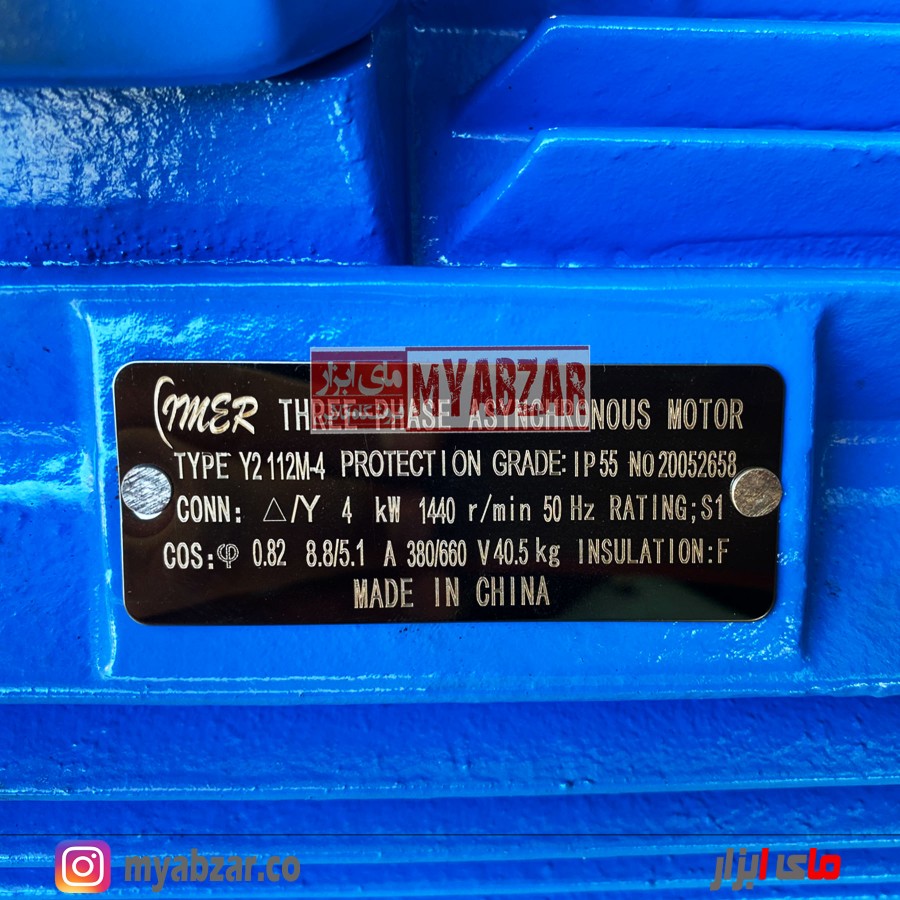 مای ابزار MYABZAR
IMER THREE-PHASE ASYNCHRONOUS MOTOR
TYPE Y2 112M-4 PROTECTION GRADE: IP 55 NO 20052658
CONN: △/Y 4 kW 1440 r/min 50 Hz RATING;S1
COS:φ 0.82 8.8/5.1 A 380/660 V 40.5 kg INSULATION:F
MADE IN CHINA
myabzar.co
مای ابزار